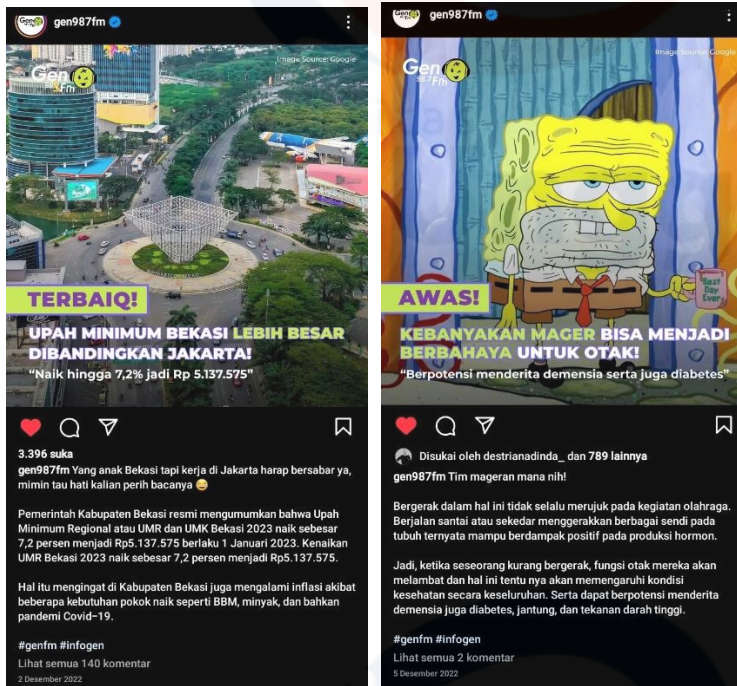 gen987fm
Image Source: Google
Gen
98.7 Fm
TERBAIQ!
UPAH MINIMUM BEKASI LEBIH BESAR
DIBANDINGKAN JAKARTA!
“Naik hingga 7,2% jadi Rp 5.137.575”
3.396 suka
gen987fm Yang anak Bekasi tapi kerja di Jakarta harap bersabar ya,
mimin tau hati kalian perih bacanya 😂
Pemerintah Kabupaten Bekasi resmi mengumumkan bahwa Upah
Minimum Regional atau UMR dan UMK Bekasi 2023 naik sebesar
7,2 persen menjadi Rp5.137.575 berlaku 1 Januari 2023. Kenaikan
UMR Bekasi 2023 naik sebesar 7,2 persen menjadi Rp5.137.575.
Hal itu mengingat di Kabupaten Bekasi juga mengalami inflasi akibat
beberapa kebutuhan pokok naik seperti BBM, minyak, dan bahkan
pandemi Covid-19.
#genfm #infogen
Lihat semua 140 komentar
2 Desember 2022
gen987fm
Image Source: Google
Gen
98.7 Fm
Best
Day
Ever
AWAS!
KEBANYAKAN MAGER BISA MENJADI
BERBAHAYA UNTUK OTAK!
“Berpotensi menderita demensia serta juga diabetes”
Disukai oleh destrianadinda_ dan 789 lainnya
gen987fm Tim mageran mana nih!
Bergerak dalam hal ini tidak selalu merujuk pada kegiatan olahraga.
Berjalan santai atau sekedar menggerakkan berbagai sendi pada
tubuh ternyata mampu berdampak positif pada produksi hormon.
Jadi, ketika seseorang kurang bergerak, fungsi otak mereka akan
melambat dan hal ini tentu nya akan memengaruhi kondisi
kesehatan secara keseluruhan. Serta dapat berpotensi menderita
demensia juga diabetes, jantung, dan tekanan darah tinggi.
#genfm #infogen
Lihat semua 2 komentar
5 Desember 2022